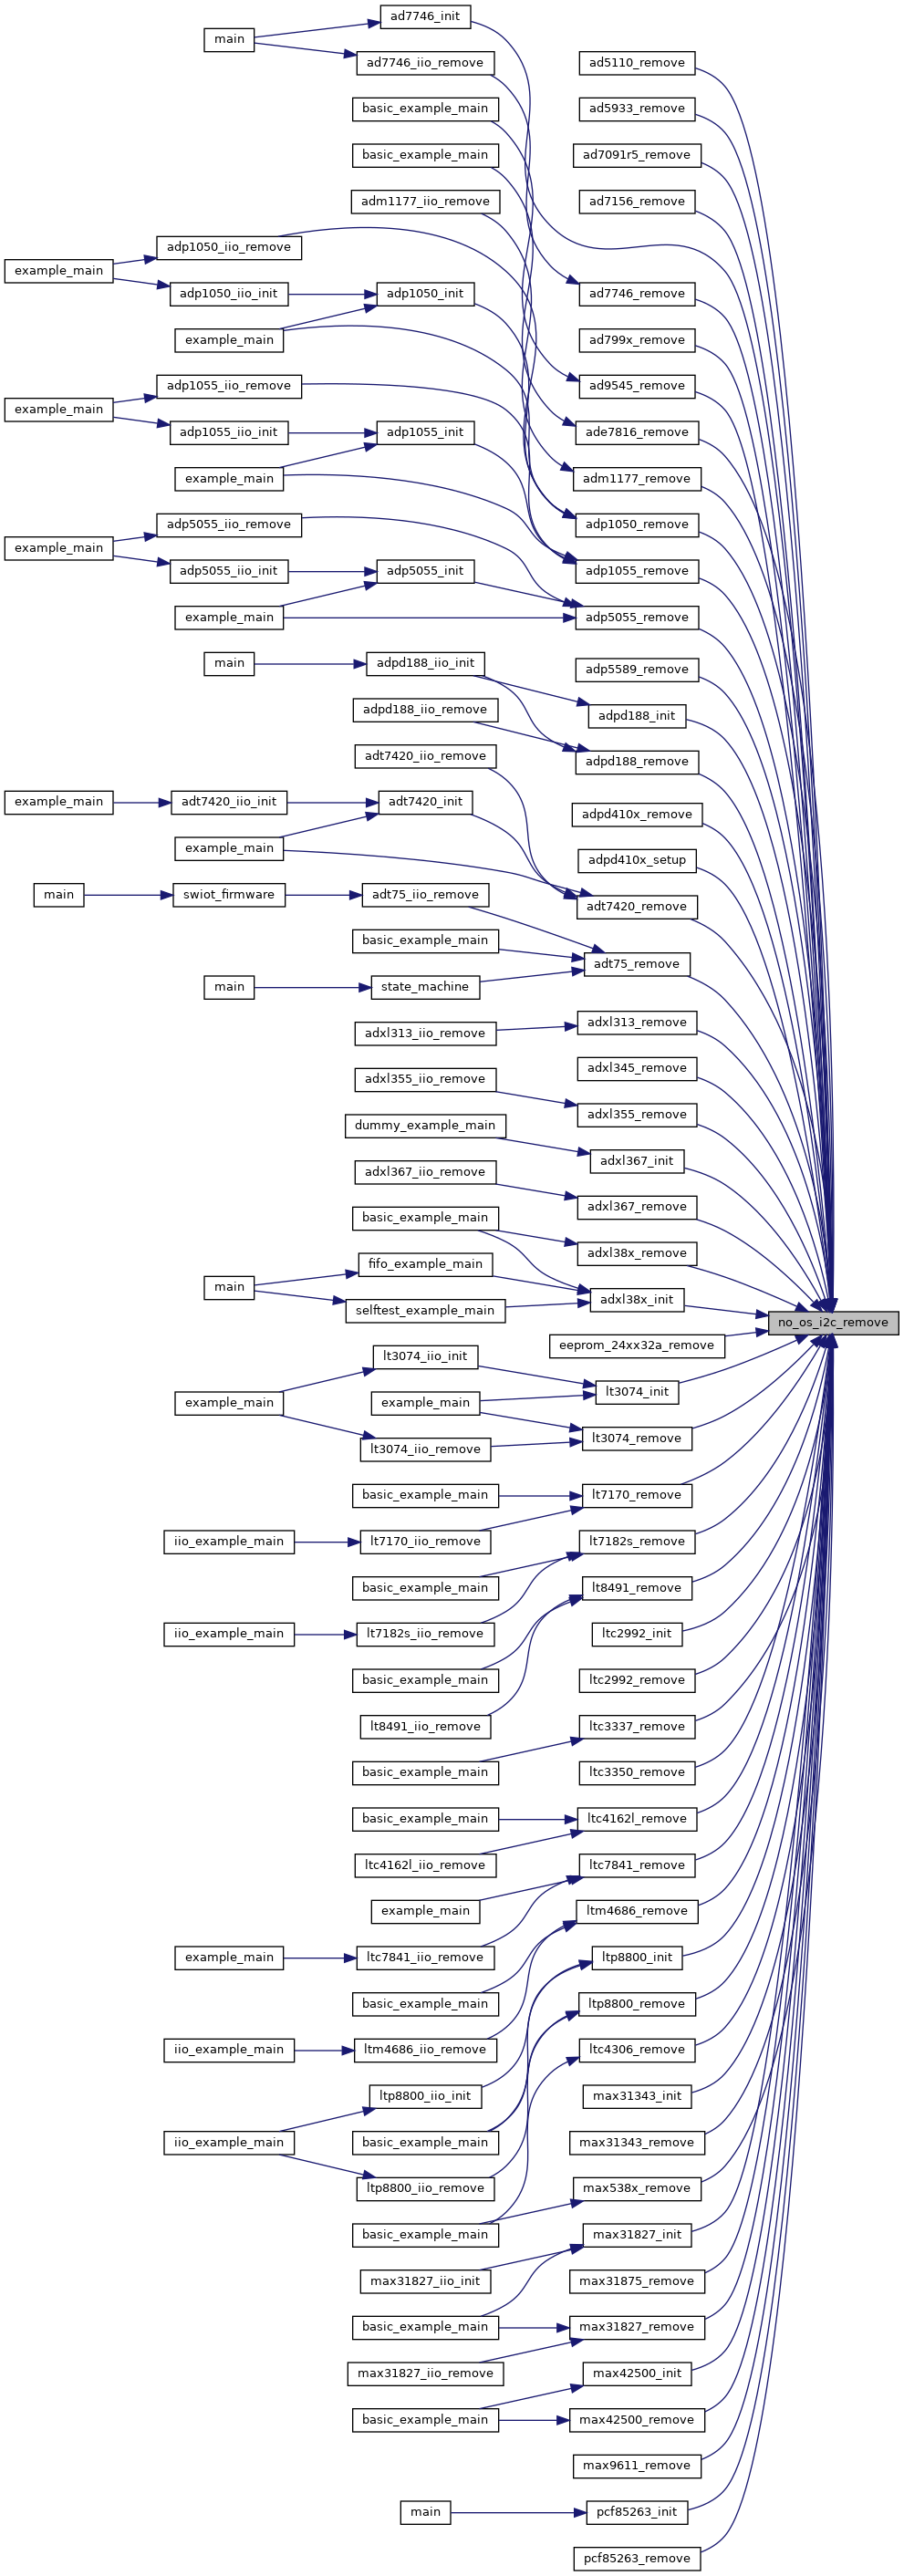 ad7746_init
main
ad7746_iio_remove
ad5110_remove
basic_example_main
ad5933_remove
basic_example_main
ad7091r5_remove
adm1177_iio_remove
ad7156_remove
adp1050_iio_remove
example_main
adp1050_iio_init
adp1050_init
ad7746_remove
example_main
ad799x_remove
adp1055_iio_remove
ad9545_remove
example_main
adp1055_iio_init
adp1055_init
ade7816_remove
example_main
adm1177_remove
adp5055_iio_remove
adp1050_remove
example_main
adp5055_iio_init
adp5055_init
adp1055_remove
example_main
adp5055_remove
main
adpd188_iio_init
adp5589_remove
adpd188_iio_remove
adpd188_init
adt7420_iio_remove
adpd188_remove
example_main
adt7420_iio_init
adt7420_init
adpd410x_remove
example_main
adpd410x_setup
main
swiot_firmware
adt75_iio_remove
adt7420_remove
basic_example_main
adt75_remove
main
state_machine
adxl313_iio_remove
adxl313_remove
adxl345_remove
adxl355_iio_remove
adxl355_remove
dummy_example_main
adxl367_init
adxl367_iio_remove
adxl367_remove
basic_example_main
adxl38x_remove
fifo_example_main
main
adxl38x_init
selftest_example_main
no_os_i2c_remove
eeprom_24xx32a_remove
lt3074_iio_init
lt3074_init
example_main
example_main
lt3074_remove
lt3074_iio_remove
basic_example_main
lt7170_remove
iio_example_main
lt7170_iio_remove
lt7182s_remove
basic_example_main
lt8491_remove
iio_example_main
lt7182s_iio_remove
ltc2992_init
basic_example_main
ltc2992_remove
lt8491_iio_remove
ltc3337_remove
basic_example_main
ltc3350_remove
basic_example_main
ltc4162l_remove
ltc4162l_iio_remove
ltc7841_remove
example_main
ltm4686_remove
example_main
ltc7841_iio_remove
ltp8800_init
basic_example_main
ltp8800_remove
iio_example_main
ltm4686_iio_remove
ltc4306_remove
ltp8800_iio_init
max31343_init
iio_example_main
basic_example_main
max31343_remove
ltp8800_iio_remove
max538x_remove
basic_example_main
max31827_init
max31827_iio_init
max31875_remove
basic_example_main
max31827_remove
max31827_iio_remove
max42500_init
basic_example_main
max42500_remove
max9611_remove
main
pcf85263_init
pcf85263_remove